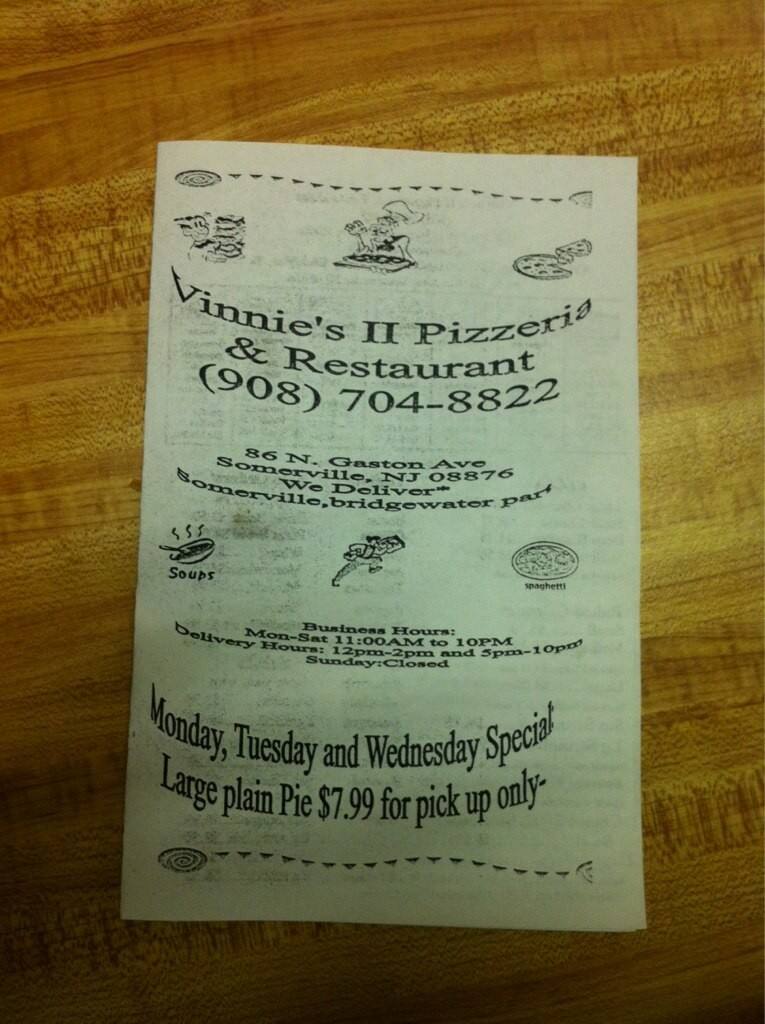 Vinnie's II Pizzeria
& Restaurant
(908) 704-8822
86 N. Gaston Ave
Somerville, NJ 08876
We Deliver*
Somerville,bridgewater part
Soups
spaghetti
Business Hours:
Mon-Sat 11:00AM to 10PM
Delivery Hours: 12pm-2pm and 5pm-10pm
Sunday:Closed
Monday, Tuesday and Wednesday Special
Large plain Pie $7.99 for pick up only-